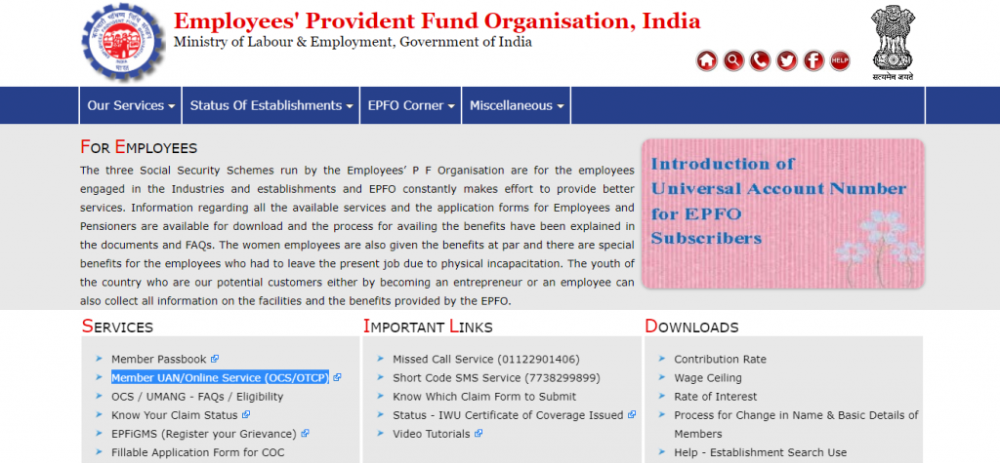 Employees' Provident Fund Organisation, India
Ministry of Labour & Employment, Government of India
HELP
सत्यमेव जयते
Our Services
Status Of Establishments
EPFO Corner
Miscellaneous
FOR EMPLOYEES
The three Social Security Schemes run by the Employees’ P F Organisation are for the employees
engaged in the Industries and establishments and EPFO constantly makes effort to provide better
services. Information regarding all the available services and the application forms for Employees and
Pensioners are available for download and the process for availing the benefits have been explained in
the documents and FAQs. The women employees are also given the benefits at par and there are special
benefits for the employees who had to leave the present job due to physical incapacitation. The youth of
the country who are our potential customers either by becoming an entrepreneur or an employee can
also collect all information on the facilities and the benefits provided by the EPFO.
Introduction of
Universal Account Number
for EPFO
Subscribers
SERVICES
Member Passbook
Member UAN/Online Service (OCS/OTCP)
OCS / UMANG - FAQs / Eligibility
Know Your Claim Status
EPFiGMS (Register your Grievance)
Fillable Application Form for COC
IMPORTANT LINKS
Missed Call Service (01122901406)
Short Code SMS Service (7738299899)
Know Which Claim Form to Submit
Status - IWU Certificate of Coverage Issued
Video Tutorials
DOWNLOADS
Contribution Rate
Wage Ceiling
Rate of Interest
Process for Change in Name & Basic Details of
Members
Help - Establishment Search Use